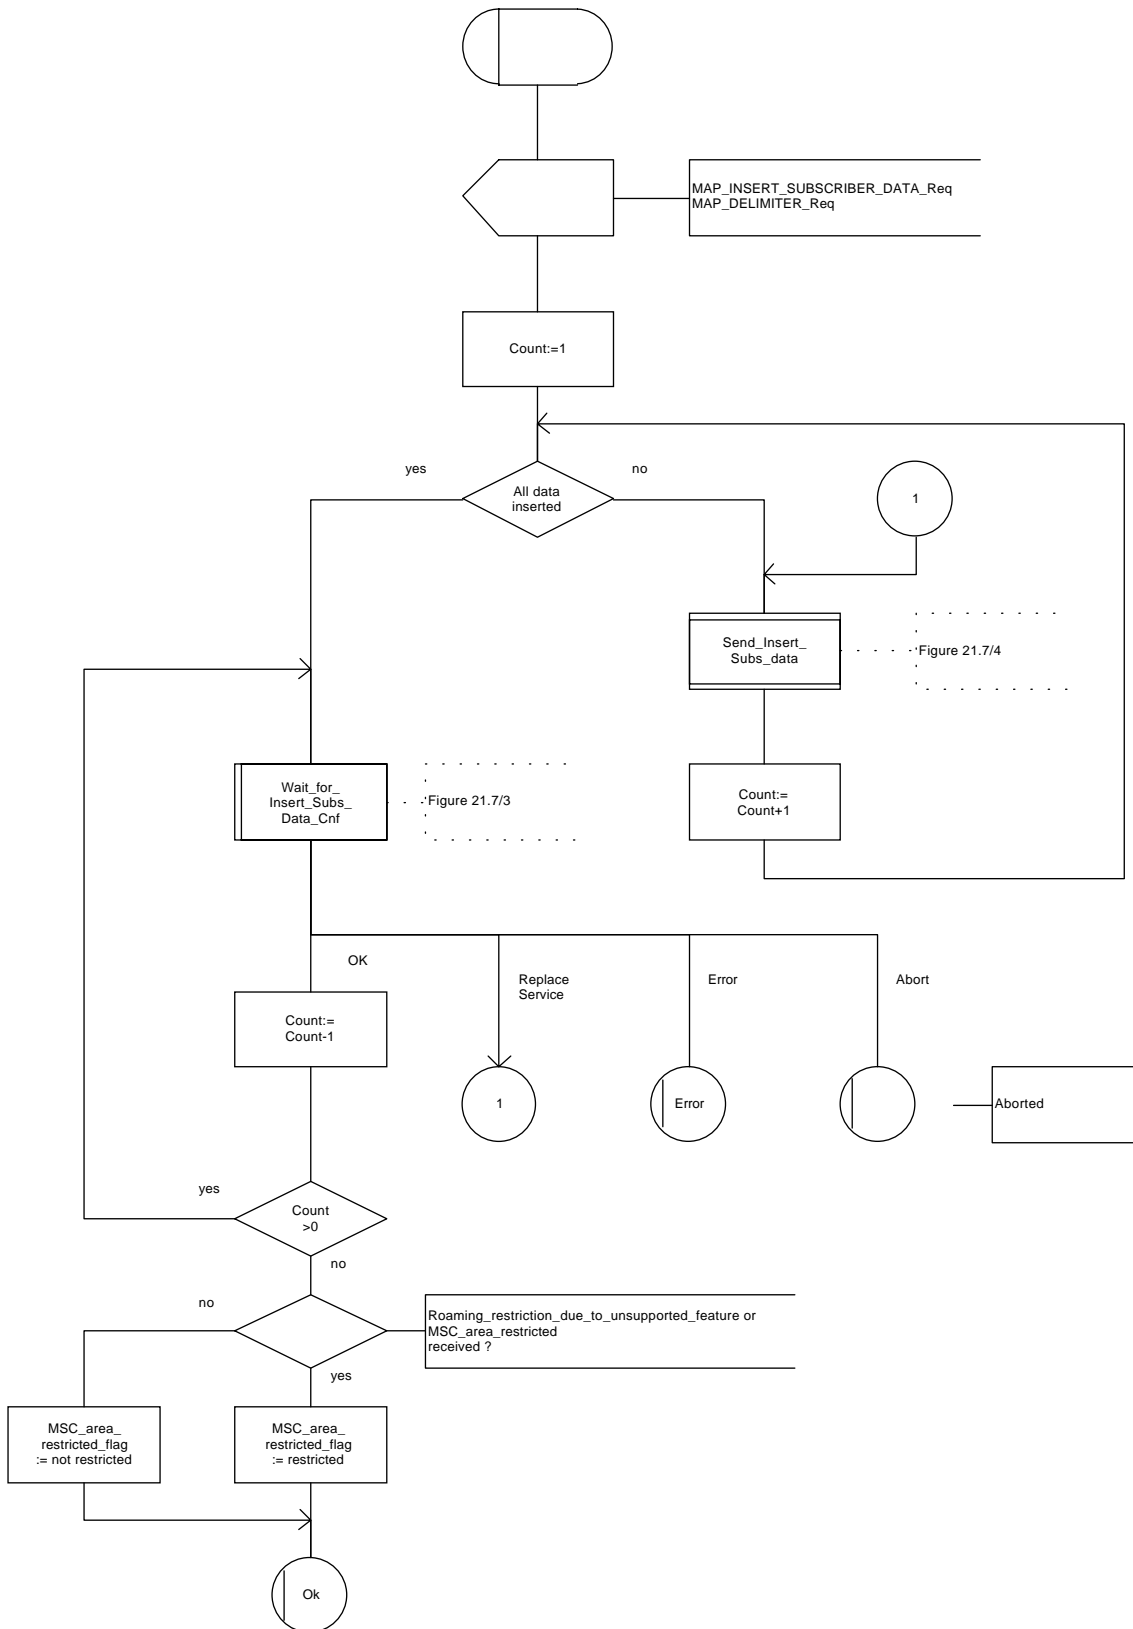 MAP_INSERT_SUBSCRIBER_DATA_Req
MAP_DELIMITER_Req
Count:=1
yes
no
All data
inserted
1
Send_Insert_
Subs_data
Figure 21.7/4
Wait_for_
Insert_Subs_
Data_Cnf
Figure 21.7/3
Count:=
Count+1
OK
Replace
Service
Error
Abort
Count:=
Count-1
1
Error
Aborted
yes
Count
>0
no
no
Roaming_restriction_due_to_unsupported_feature or
MSC_area_restricted
received ?
yes
MSC_area_
restricted_flag
:= not restricted
MSC_area_
restricted_flag
:= restricted
Ok